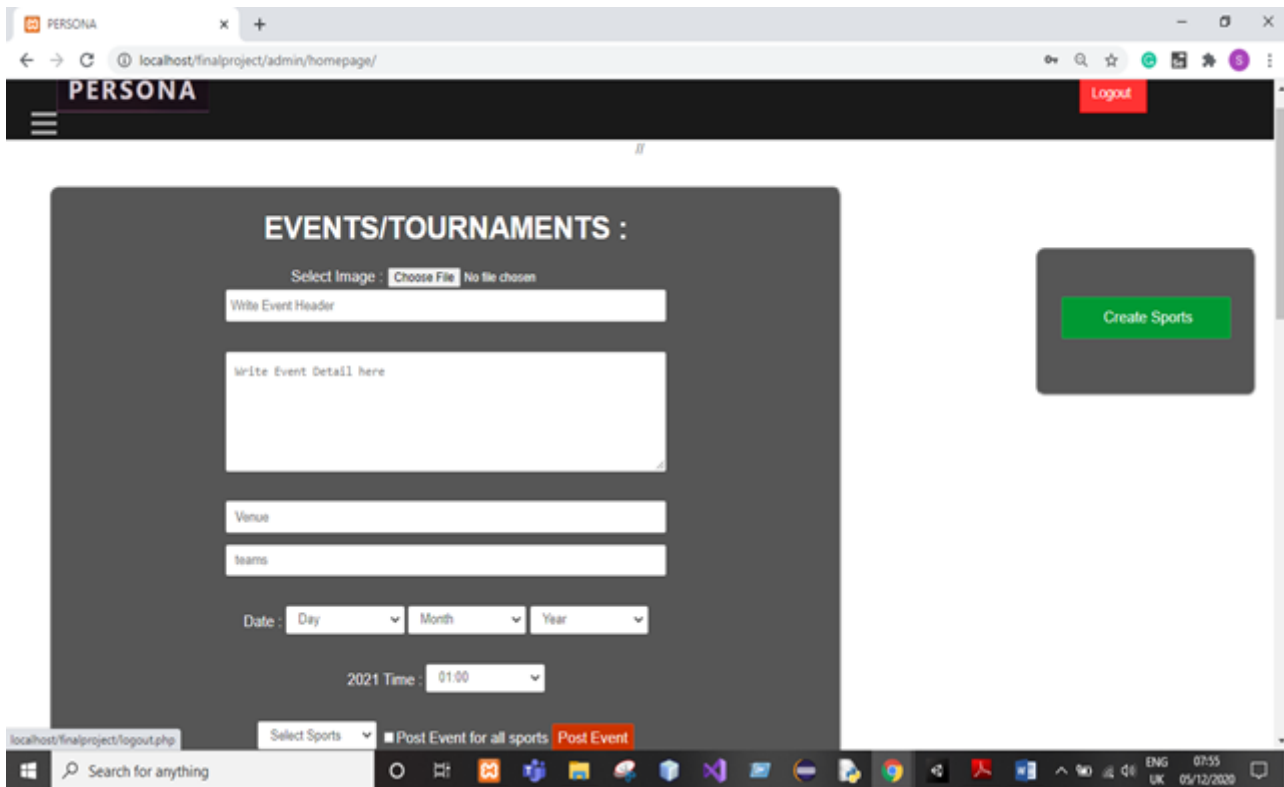 PERSONA
localhost/finalproject/admin/homepage/
S
PERSONA
Logout
//
EVENTS/TOURNAMENTS :
Select Image : Choose File No file chosen
Write Event Header
Create Sports
Write Event Detail here
Venue
teams
Date : Day Month Year
2021 Time : 01:00
Select Sports Post Event for all sports Post Event
localhost/finalproject/logout.php
Search for anything
ENG 07:55
UK 05/12/2020